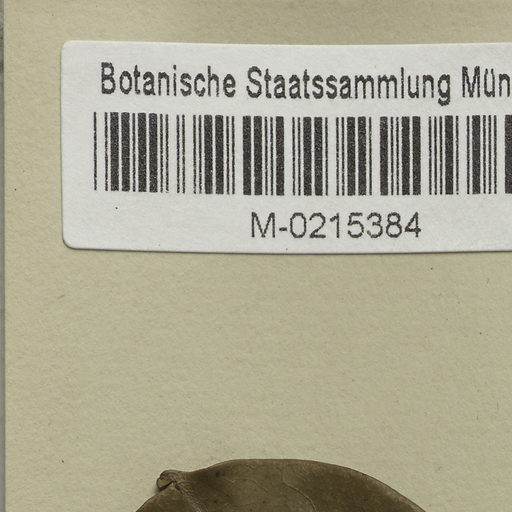 Botanische Staatssammlung Mün
M-0215384